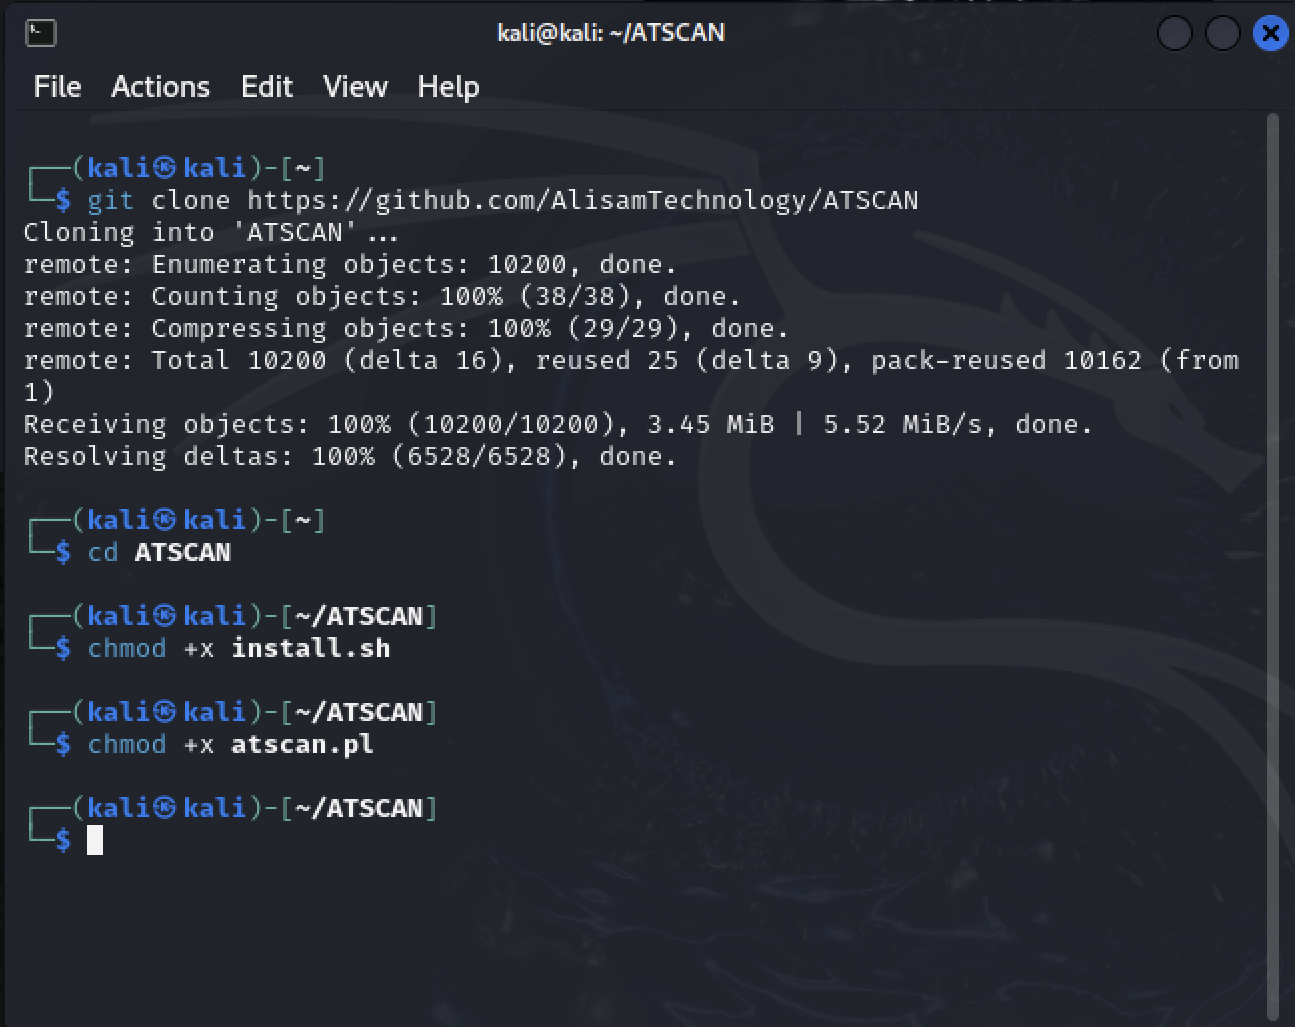 kali@kali: ~/ATSCAN
File Actions Edit View Help
┌──(kali㉿kali)-[~]
└─$ git clone https://github.com/AlisamTechnology/ATSCAN
Cloning into 'ATSCAN'...
remote: Enumerating objects: 10200, done.
remote: Counting objects: 100% (38/38), done.
remote: Compressing objects: 100% (29/29), done.
remote: Total 10200 (delta 16), reused 25 (delta 9), pack-reused 10162 (from
1)
Receiving objects: 100% (10200/10200), 3.45 MiB | 5.52 MiB/s, done.
Resolving deltas: 100% (6528/6528), done.
┌──(kali㉿kali)-[~]
└─$ cd ATSCAN
┌──(kali㉿kali)-[~/ATSCAN]
└─$ chmod +x install.sh
┌──(kali㉿kali)-[~/ATSCAN]
└─$ chmod +x atscan.pl
┌──(kali㉿kali)-[~/ATSCAN]
└─$